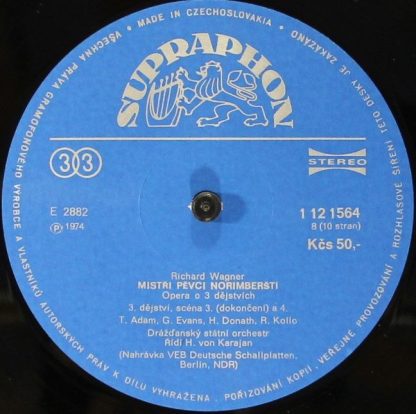 • MADE IN CZECHOSLOVAKIA • VŠECHNA PRÁVA GRAMOFONOVÉHO VÝROBCE A VLASTNÍKŮ AUTORSKÝCH PRÁV K DÍLU VYHRAŽENA. POŘIZOVÁNÍ KOPIÍ, VEŘEJNÉ PROVOZOVÁNÍ A ROZHLASOVÉ ŠÍŘENÍ TÉTO DESKY JE ZAKÁZÁNO
SUPRAPHON
33
STEREO
E 2882
Ⓟ 1974
1 12 1564
8 (10 stran)
Kčs 50,-
Richard Wagner
MISTŘI PĚVCI NORIMBERŠTÍ
Opera o 3 dějstvích
3. dějství, scéna 3. (dokončení) a 4.
T. Adam, G. Evans, H. Donath, R. Kollo
Drážďanský státní orchestr
Řídí H. von Karajan
(Nahrávka VEB Deutsche Schallplatten,
Berlín, NDR)